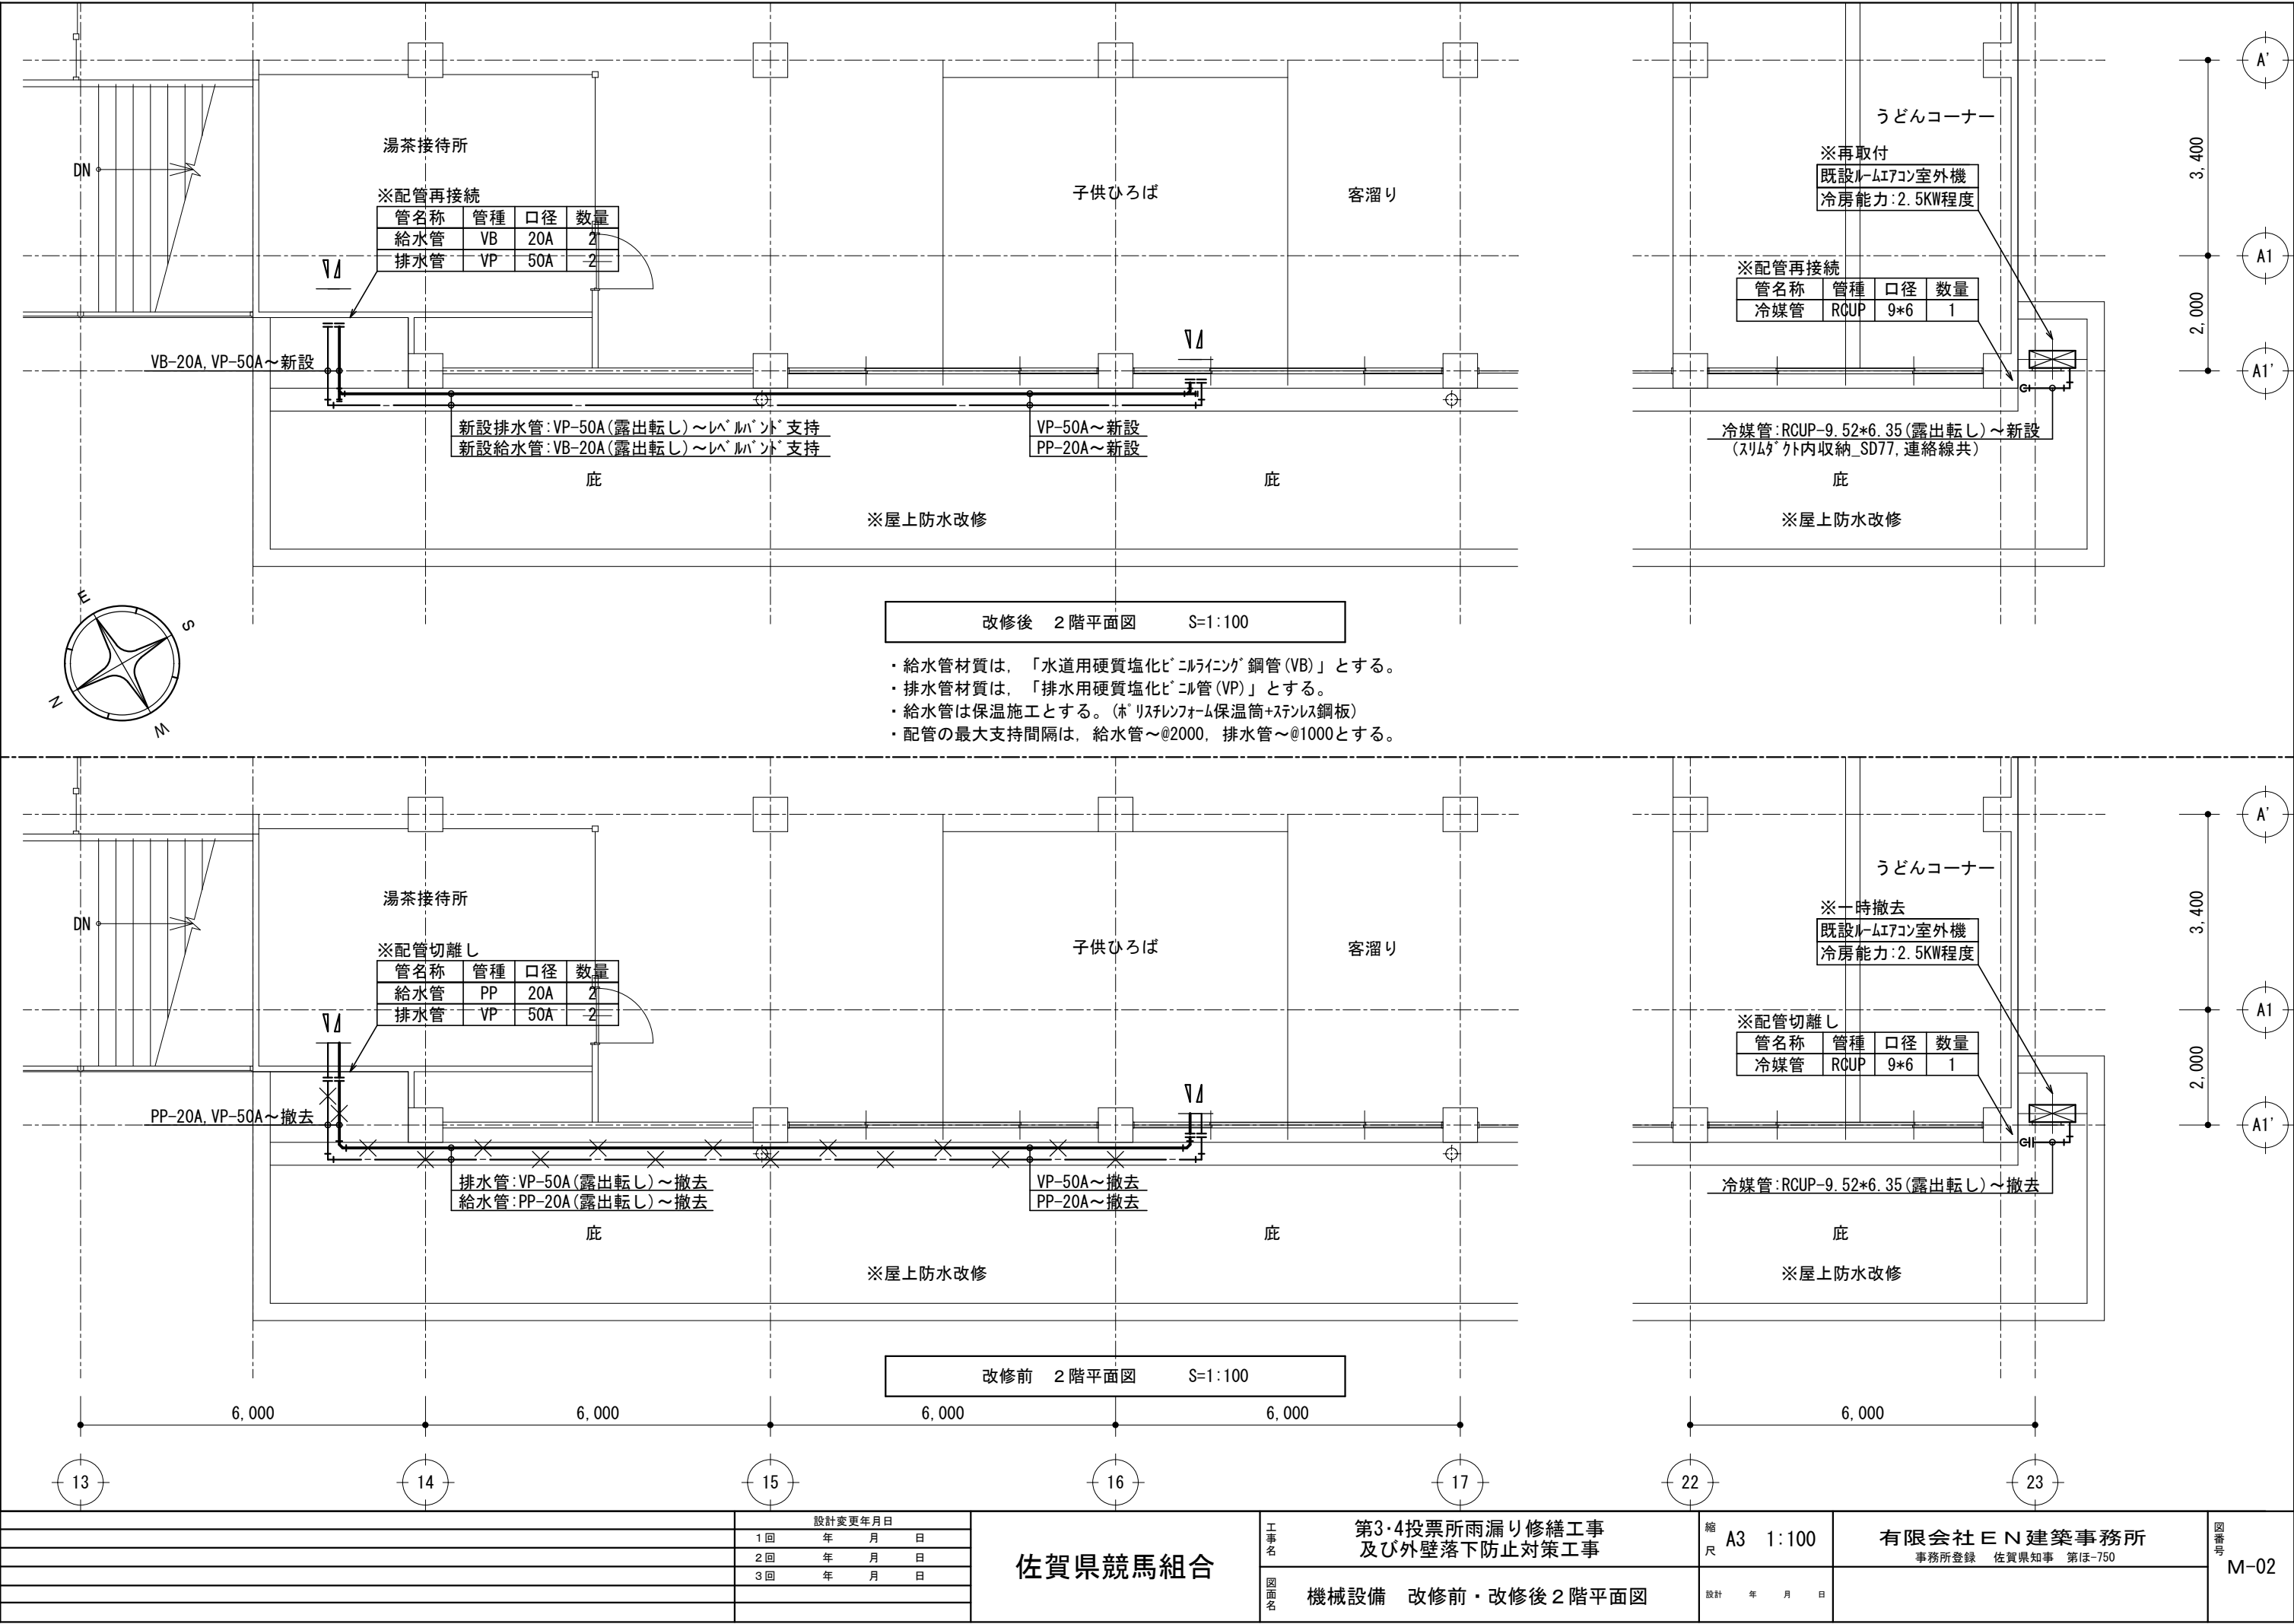 湯茶接待所
DN
※配管再接続
管名称 管種 口径 数量
給水管 VB 20A 2
排水管 VP 50A 2
子供ひろば
客溜り
うどんコーナー
※再取付
既設ﾙｰﾑｴｱｺﾝ室外機
冷房能力:2.5KW程度
※配管再接続
管名称 管種 口径 数量
冷媒管 RCUP 9*6 1
A'
3,400
A1
2,000
A1'
VB-20A,VP-50A～新設
新設排水管:VP-50A(露出転し)～ﾚﾍﾞﾙﾊﾞﾝﾄﾞ支持
新設給水管:VB-20A(露出転し)～ﾚﾍﾞﾙﾊﾞﾝﾄﾞ支持
VP-50A～新設
PP-20A～新設
冷媒管:RCUP-9.52*6.35(露出転し)～新設
(ｽﾘﾑﾀﾞｸﾄ内収納_SD77,連絡線共)
庇
庇
庇
※屋上防水改修
※屋上防水改修
E
S
N
W
改修後 2階平面図 S=1:100
・給水管材質は,「水道用硬質塩化ﾋﾞﾆﾙﾗｲﾆﾝｸﾞ鋼管(VB)」とする。
・排水管材質は,「排水用硬質塩化ﾋﾞﾆﾙ管(VP)」とする。
・給水管は保温施工とする。(ﾎﾟﾘｽﾁﾚﾝﾌｫｰﾑ保温筒+ｽﾃﾝﾚｽ鋼板)
・配管の最大支持間隔は,給水管～@2000,排水管～@1000とする。
湯茶接待所
DN
※配管切離し
管名称 管種 口径 数量
給水管 PP 20A 2
排水管 VP 50A 2
子供ひろば
客溜り
うどんコーナー
※一時撤去
既設ﾙｰﾑｴｱｺﾝ室外機
冷房能力:2.5KW程度
※配管切離し
管名称 管種 口径 数量
冷媒管 RCUP 9*6 1
A'
3,400
A1
2,000
A1'
PP-20A,VP-50A～撤去
排水管:VP-50A(露出転し)～撤去
給水管:PP-20A(露出転し)～撤去
VP-50A～撤去
PP-20A～撤去
冷媒管:RCUP-9.52*6.35(露出転し)～撤去
庇
庇
庇
※屋上防水改修
※屋上防水改修
改修前 2階平面図 S=1:100
6,000 6,000 6,000 6,000 6,000
13 14 15 16 17 22 23
設計変更年月日
1回 年 月 日
2回 年 月 日
3回 年 月 日
佐賀県競馬組合
工事名
第3･4投票所雨漏り修繕工事
及び外壁落下防止対策工事
図面名
機械設備 改修前・改修後2階平面図
縮尺 A3 1:100
設計 年 月 日
有限会社EN建築事務所
事務所登録 佐賀県知事 第ほ-750
図番号
M-02